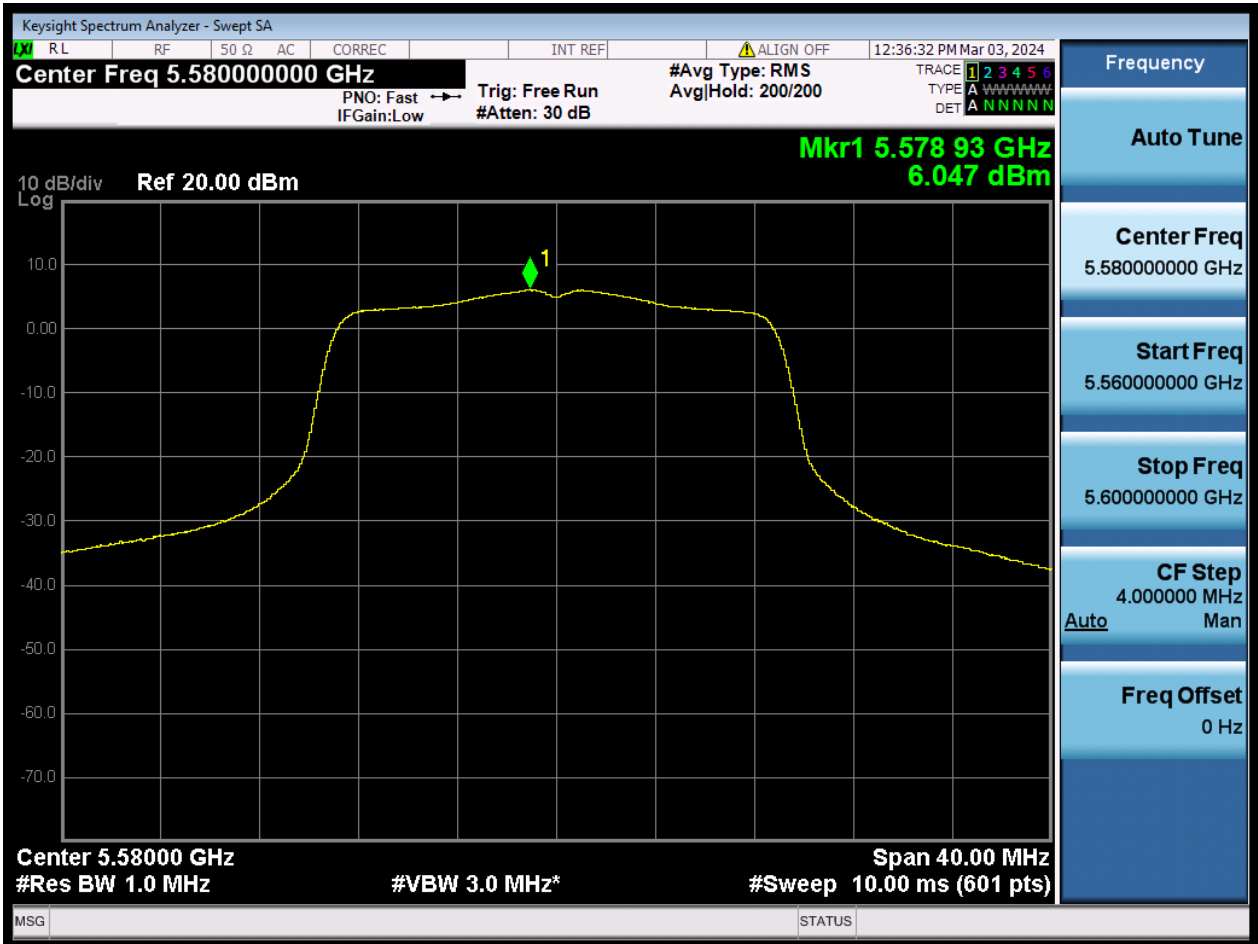 Keysight Spectrum Analyzer - Swept SA
LXI RL RF 50 Ω AC CORREC INT REF ALIGN OFF 12:36:32 PM Mar 03, 2024
Center Freq 5.580000000 GHz
PNO: Fast
IFGain:Low
Trig: Free Run
#Atten: 30 dB
#Avg Type: RMS
Avg|Hold: 200/200
TRACE 1 2 3 4 5 6
TYPE A WWWWW
DET A N N N N N
Mkr1 5.578 93 GHz
6.047 dBm
10 dB/div
Log
Ref 20.00 dBm
1
10.0
0.00
-10.0
-20.0
-30.0
-40.0
-50.0
-60.0
-70.0
Center 5.58000 GHz
Span 40.00 MHz
#Res BW 1.0 MHz
#VBW 3.0 MHz*
#Sweep 10.00 ms (601 pts)
MSG
STATUS
Frequency
Auto Tune
Center Freq
5.580000000 GHz
Start Freq
5.560000000 GHz
Stop Freq
5.600000000 GHz
CF Step
4.000000 MHz
Auto Man
Freq Offset
0 Hz